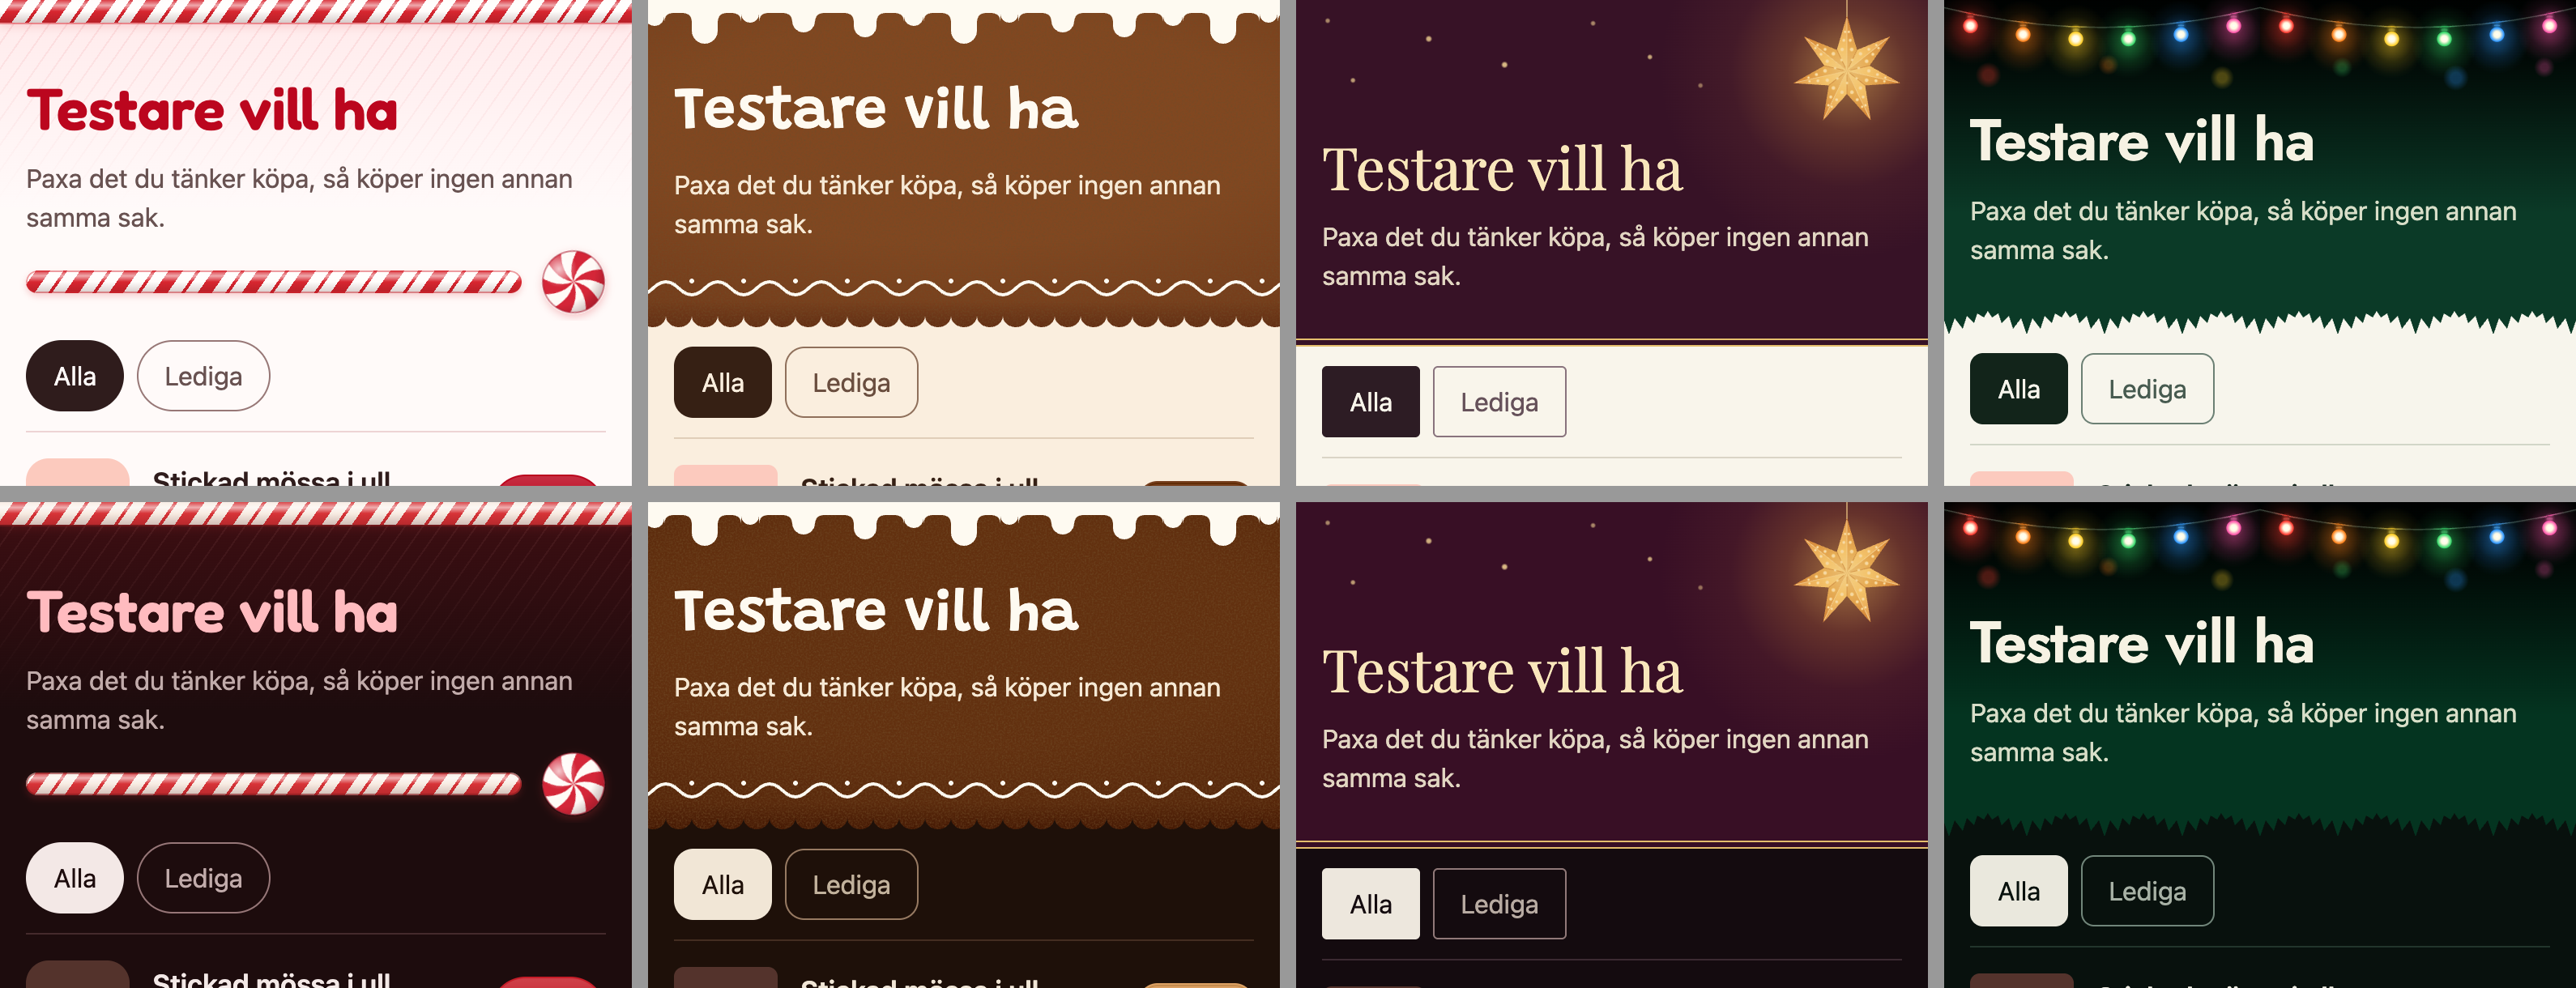 Testare vill ha
Paxa det du tänker köpa, så köper ingen annan
samma sak.
Alla
Lediga
Stickad mössa i ull
Testare vill ha
Paxa det du tänker köpa, så köper ingen annan
samma sak.
Alla
Lediga
Stickad mössa i ull
Testare vill ha
Paxa det du tänker köpa, så köper ingen annan
samma sak.
Alla
Lediga
Testare vill ha
Paxa det du tänker köpa, så köper ingen annan
samma sak.
Alla
Lediga
Testare vill ha
Paxa det du tänker köpa, så köper ingen annan
samma sak.
Alla
Lediga
Stickad mössa i ull
Testare vill ha
Paxa det du tänker köpa, så köper ingen annan
samma sak.
Alla
Lediga
Stickad mössa i ull
Testare vill ha
Paxa det du tänker köpa, så köper ingen annan
samma sak.
Alla
Lediga
Testare vill ha
Paxa det du tänker köpa, så köper ingen annan
samma sak.
Alla
Lediga